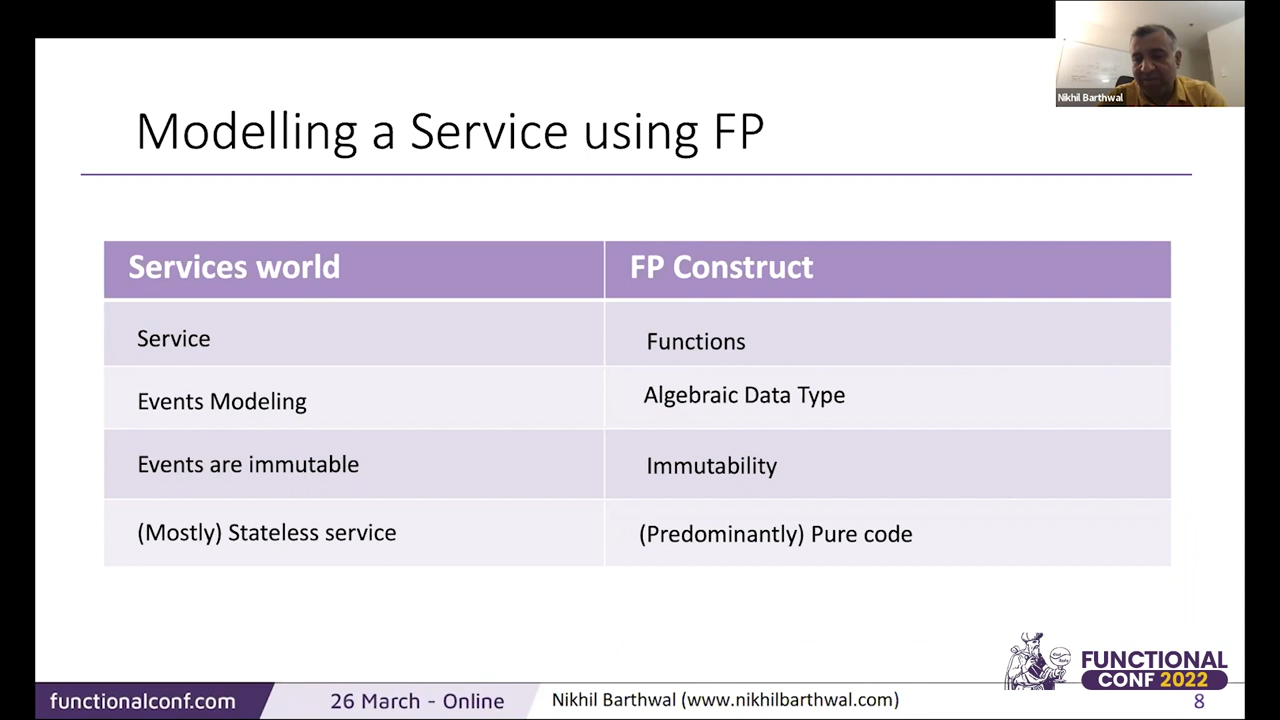 Nikhil Barthwal
Modelling a Service using FP
Services world
FP Construct
Service
Functions
Events Modeling
Algebraic Data Type
Events are immutable
Immutability
(Mostly) Stateless service
(Predominantly) Pure code
FUNCTIONAL
CONF 2022
functionalconf.com
26 March - Online
Nikhil Barthwal (www.nikhilbarthwal.com)
8